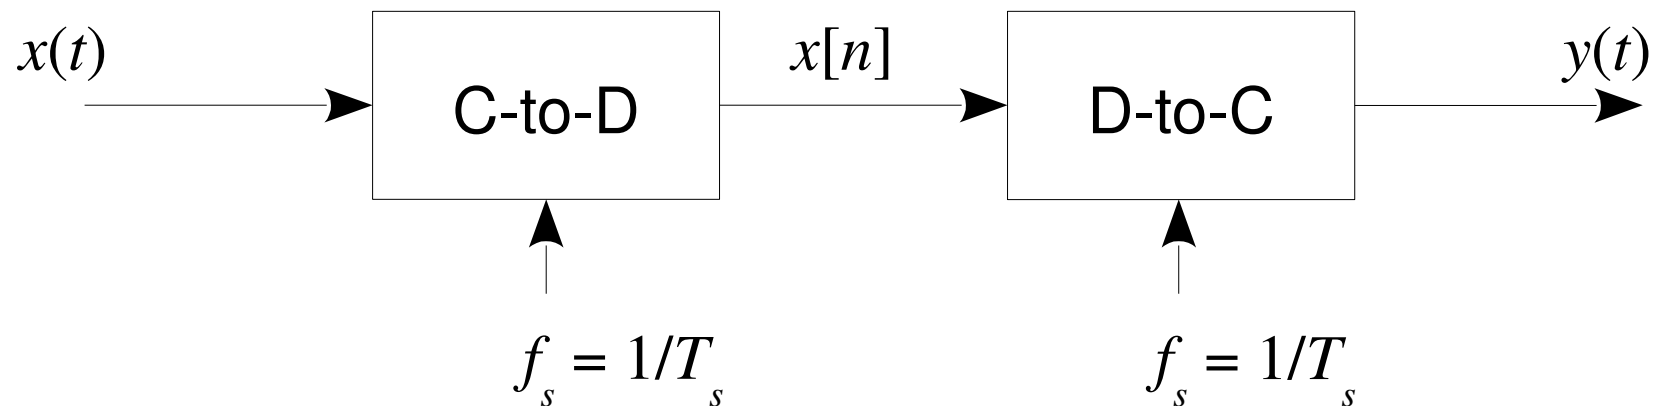 x(t)
C-to-D
x[n]
D-to-C
y(t)
f_s = 1/T_s
f_s = 1/T_s